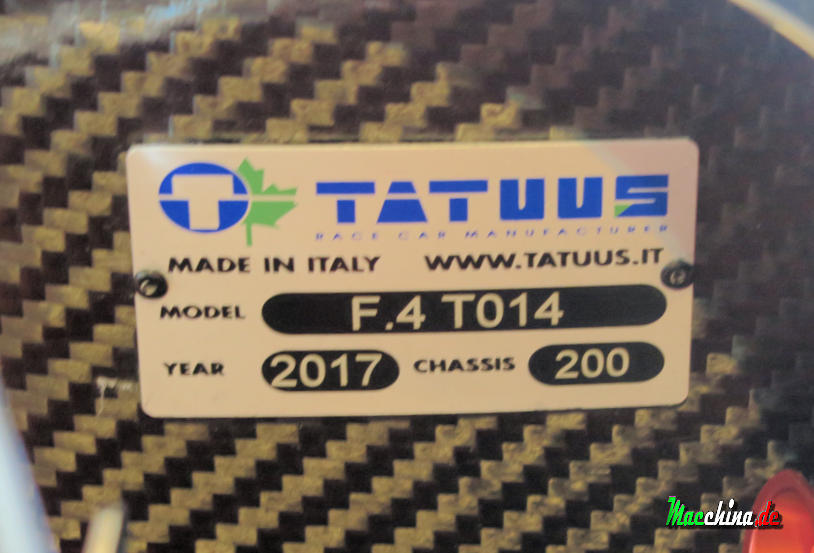 T TATUUS
RACE CAR MANUFACTURER
MADE IN ITALY WWW.TATUUS.IT
MODEL F.4 T014
YEAR 2017 CHASSIS 200
Macchina.de